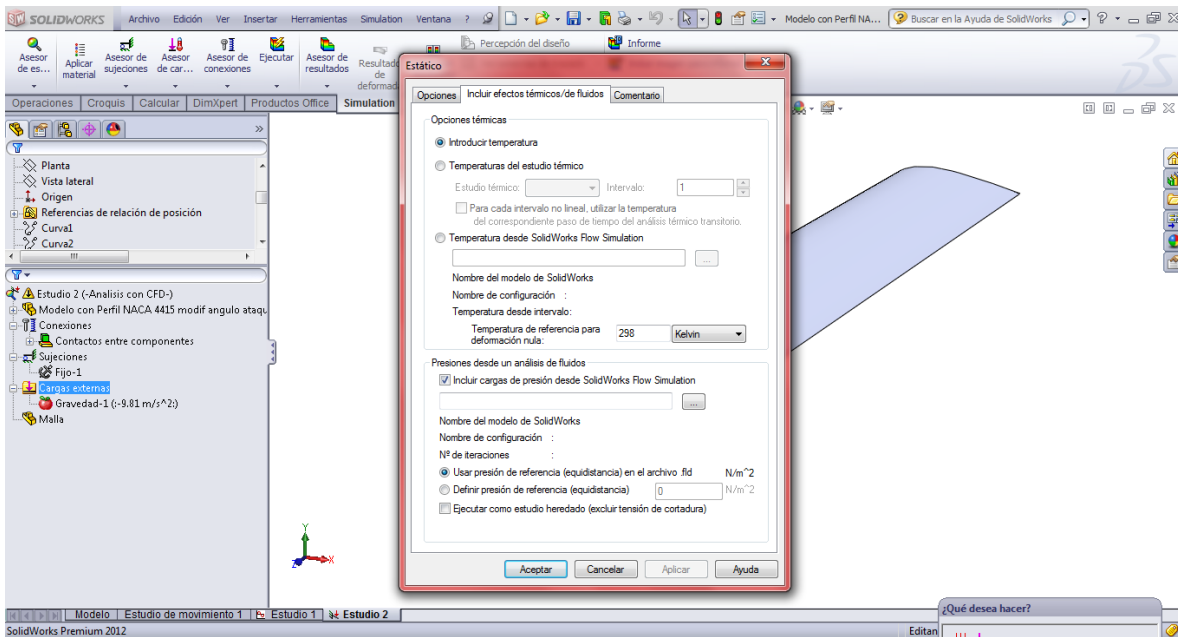 SOLIDWORKS Archivo Edición Ver Insertar Herramientas Simulation Ventana ? Modelo con Perfil NA... Buscar en la Ayuda de SolidWorks
Asesor de es...
Aplicar material
Asesor de sujeciones
Asesor de car...
Asesor de conexiones
Ejecutar
Asesor de resultados
Resultado de deformad
Percepción del diseño
Informe
Operaciones Croquis Calcular DimXpert Productos Office Simulation
Planta
Vista lateral
Origen
Referencias de relación de posición
Curva1
Curva2
Estudio 2 (-Analisis con CFD-)
Modelo con Perfil NACA 4415 modif angulo ataqu
Conexiones
Contactos entre componentes
Sujeciones
Fijo-1
Cargas externas
Gravedad-1 (:-9.81 m/s^2:)
Malla
Estático
Opciones Incluir efectos térmicos/de fluidos Comentario
Opciones térmicas
Introducir temperatura
Temperaturas del estudio térmico
Estudio térmico: Intervalo: 1
Para cada intervalo no lineal, utilizar la temperatura
del correspondiente paso de tiempo del análisis térmico transitorio.
Temperatura desde SolidWorks Flow Simulation
...
Nombre del modelo de SolidWorks
Nombre de configuración :
Temperatura desde intervalo:
Temperatura de referencia para
deformación nula: 298 Kelvin
Presiones desde un análisis de fluidos
Incluir cargas de presión desde SolidWorks Flow Simulation
...
Nombre del modelo de SolidWorks
Nombre de configuración :
Nº de iteraciones :
Usar presión de referencia (equidistancia) en el archivo .fld N/m^2
Definir presión de referencia (equidistancia) 0 N/m^2
Ejecutar como estudio heredado (excluir tensión de cortadura)
Aceptar Cancelar Aplicar Ayuda
Y
X
Z
Modelo Estudio de movimiento 1 Estudio 1 Estudio 2
¿Qué desea hacer?
SolidWorks Premium 2012 Editan